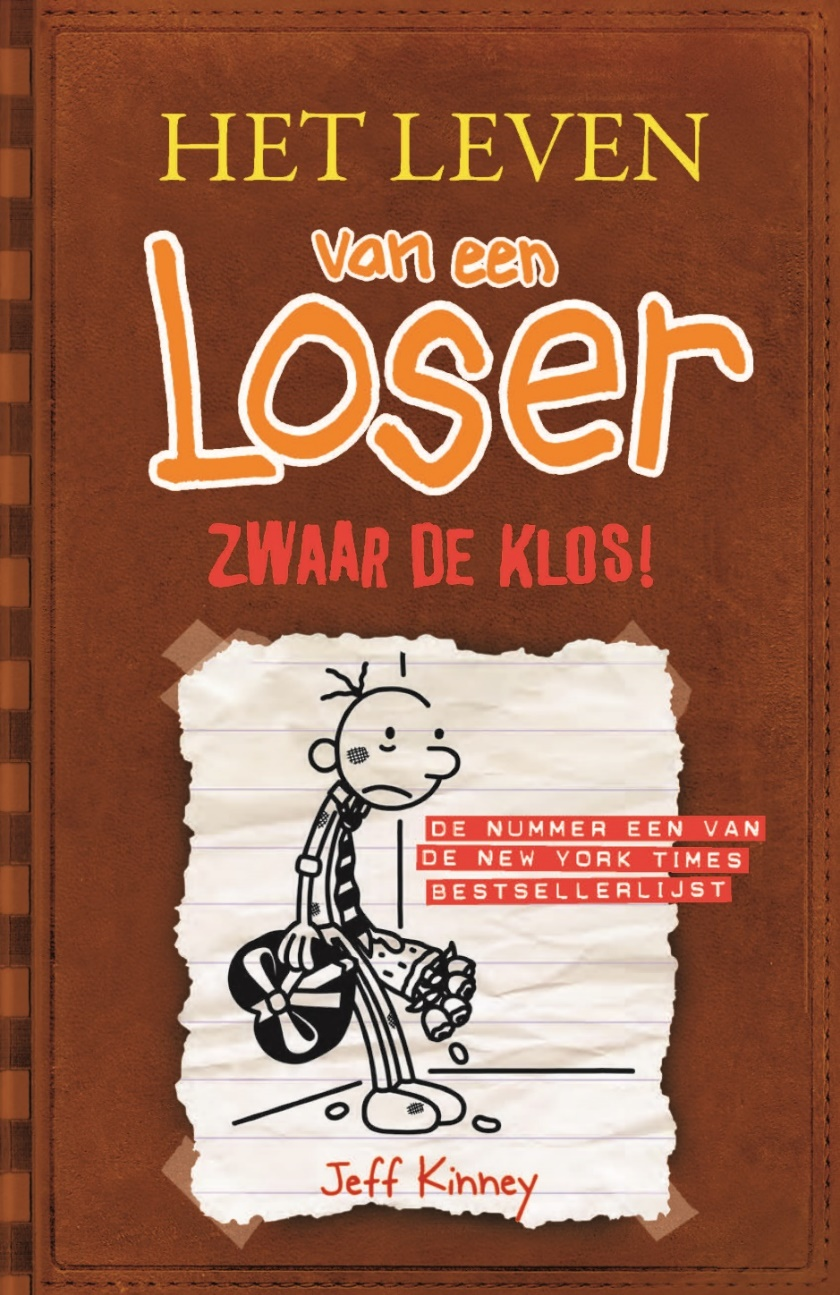 HET LEVEN
van een
Loser
ZWAAR DE KLOS!
DE NUMMER EEN VAN
DE NEW YORK TIMES
BESTSELLERLIJST
Jeff Kinney